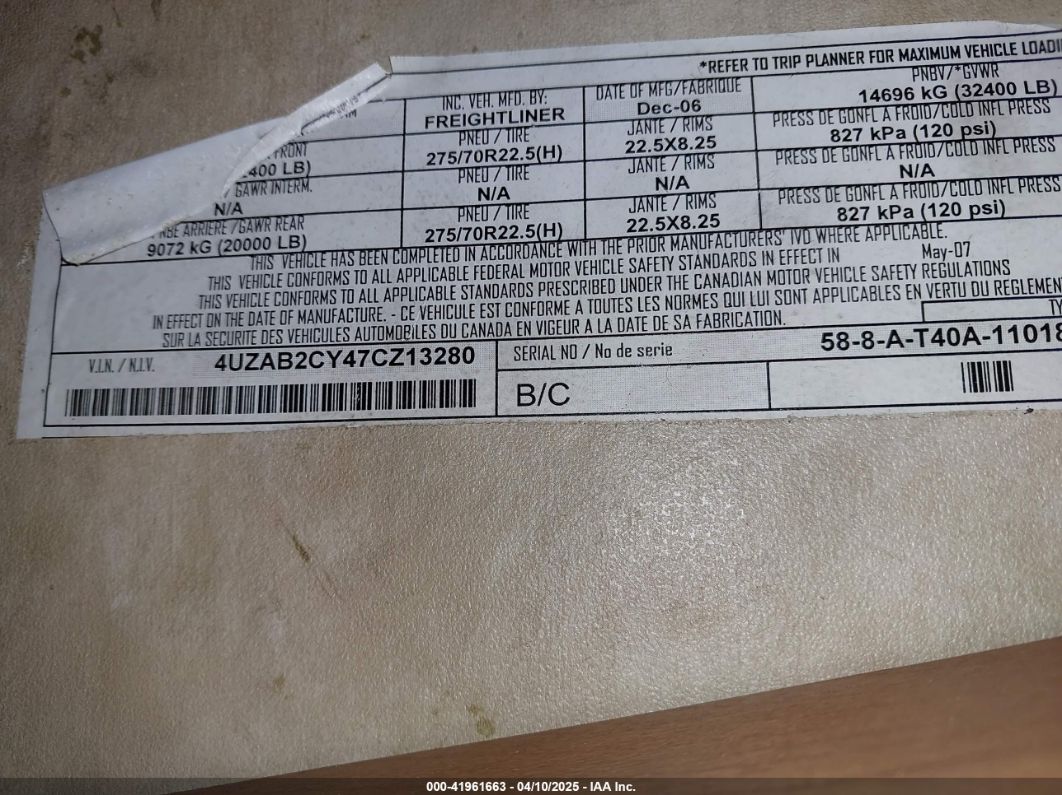 *REFER TO TRIP PLANNER FOR MAXIMUM VEHICLE LOADI
INC. VEH. MFD. BY:
FREIGHTLINER
DATE OF MFG/FABRIQUE
Dec-06
PNBV/*GVWR
14696 kG (32400 LB)
FRONT
400 LB)
PNEU / TIRE
275/70R22.5(H)
JANTE / RIMS
22.5X8.25
PRESS DE GONFL A FROID/COLD INFL PRESS
827 kPa (120 psi)
GAWR INTERM.
N/A
PNEU / TIRE
N/A
JANTE / RIMS
N/A
PRESS DE GONFL A FROID/COLD INFL PRESS
N/A
ARRIERE /GAWR REAR
9072 kG (20000 LB)
PNEU / TIRE
275/70R22.5(H)
JANTE / RIMS
22.5X8.25
PRESS DE GONFL A FROID/COLD INFL PRESS
827 kPa (120 psi)
THIS VEHICLE HAS BEEN COMPLETED IN ACCORDANCE WITH THE PRIOR MANUFACTURERS' IVD WHERE APPLICABLE.
THIS VEHICLE CONFORMS TO ALL APPLICABLE FEDERAL MOTOR VEHICLE SAFETY STANDARDS IN EFFECT IN May-07
THIS VEHICLE CONFORMS TO ALL APPLICABLE STANDARDS PRESCRIBED UNDER THE CANADIAN MOTOR VEHICLE SAFETY REGULATIONS
IN EFFECT ON THE DATE OF MANUFACTURE. - CE VEHICULE EST CONFORME A TOUTES LES NORMES QUI LUI SONT APPLICABLES EN VERTU DU REGLEMEN
SUR LA SECURITE DES VEHICULES AUTOMOBILES DU CANADA EN VIGEUR A LA DATE DE SA FABRICATION.
V.I.N. / N.I.V. 4UZAB2CY47CZ13280
SERIAL NO / No de serie 58-8-A-T40A-11018
B/C
000-41961663 - 04/10/2025 - IAA Inc.